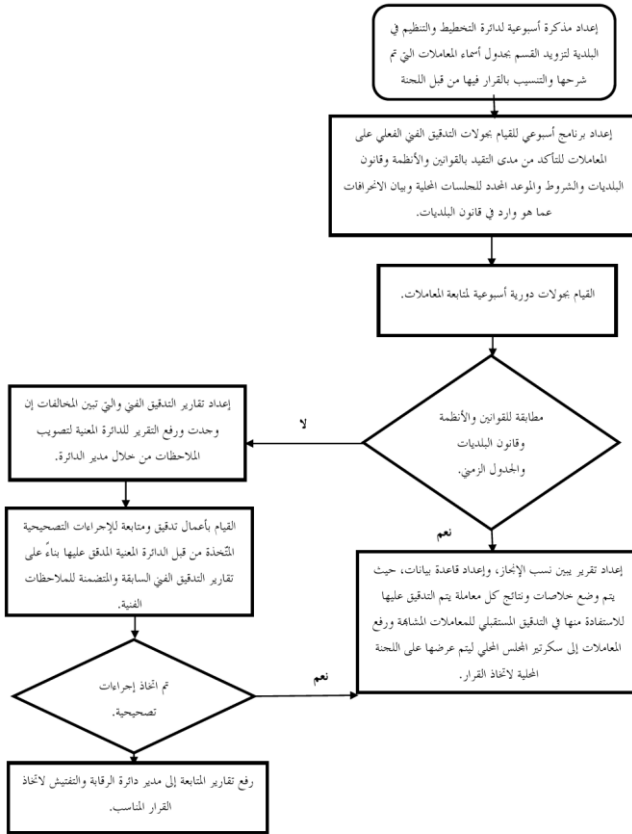 إعداد مذكرة أسبوعية لدائرة التخطيط والتنظيم في
البلدية لتزويد القسم بجدول أسماء المعاملات التي تم
شرحها والتنسيب بالقرار فيها من قبل اللجنة
إعداد برنامج أسبوعي للقيام بجولات التدقيق الفني الفعلي على
المعاملات للتأكد من مدى التقيد بالقوانين والأنظمة وقانون
البلديات والشروط والموعد المحدد للجلسات المحلية وبيان الانحرافات
عما هو وارد في قانون البلديات.
القيام بجولات دورية أسبوعية لمتابعة المعاملات.
مطابقة للقوانين والأنظمة
وقانون البلديات
والجدول الزمني.
لا
إعداد تقارير التدقيق الفني والتي تبين المخالفات إن
وجدت ورفع التقرير للدائرة المعنية لتصويب
الملاحظات من خلال مدير الدائرة.
القيام بأعمال تدقيق ومتابعة للإجراءات التصحيحية
المتّخذة من قبل الدائرة المعنية المدقق عليها بناءً على
تقارير التدقيق الفني السابقة والمتضمنة للملاحظات
الفنية.
نعم
إعداد تقرير يبين نسب الإنجاز، وإعداد قاعدة بيانات، حيث
يتم وضع خلاصات ونتائج كل معاملة يتم التدقيق عليها
للاستفادة منها في التدقيق المستقبلي للمعاملات المشابهة ورفع
المعاملات إلى سكرتير المجلس المحلي ليتم عرضها على اللجنة
المحلية لاتخاذ القرار.
تم اتخاذ إجراءات
تصحيحية.
نعم
رفع تقارير المتابعة إلى مدير دائرة الرقابة والتفتيش لاتخاذ
القرار المناسب.